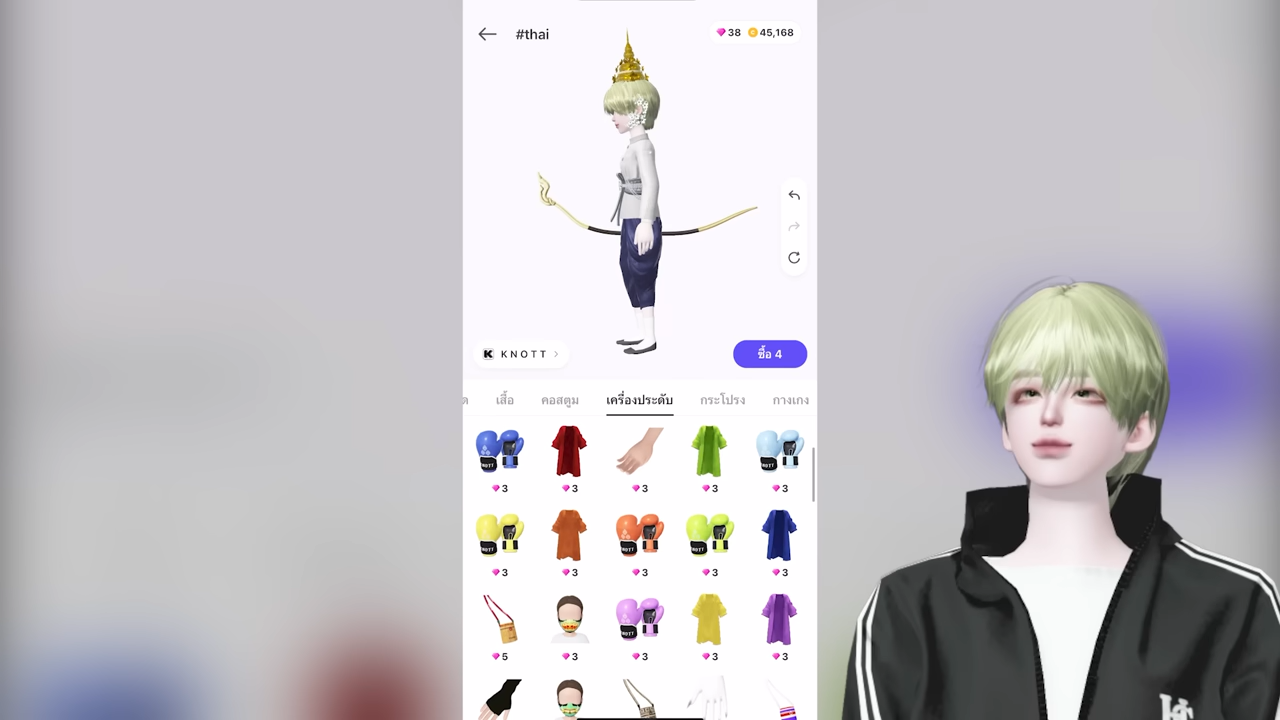 #thai
38
45,168
KNOTT
ซื้อ 4
เสื้อ
คอสตูม
เครื่องประดับ
กระโปรง
กางเกง
3
3
3
3
3
3
3
3
3
3
5
3
3
3
3